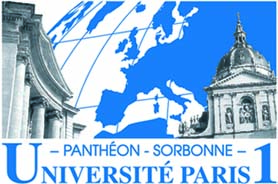 – PANTHÉON - SORBONNE –
UNIVERSITÉ PARIS 1